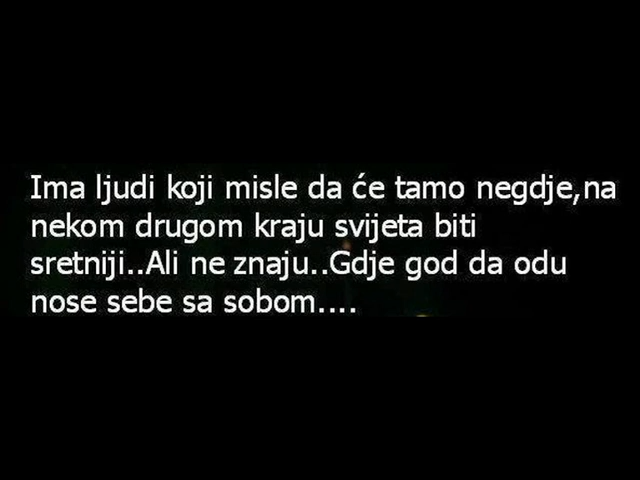 Ima ljudi koji misle da će tamo negdje,na
nekom drugom kraju svijeta biti
sretniji..Ali ne znaju..Gdje god da odu
nose sebe sa sobom....